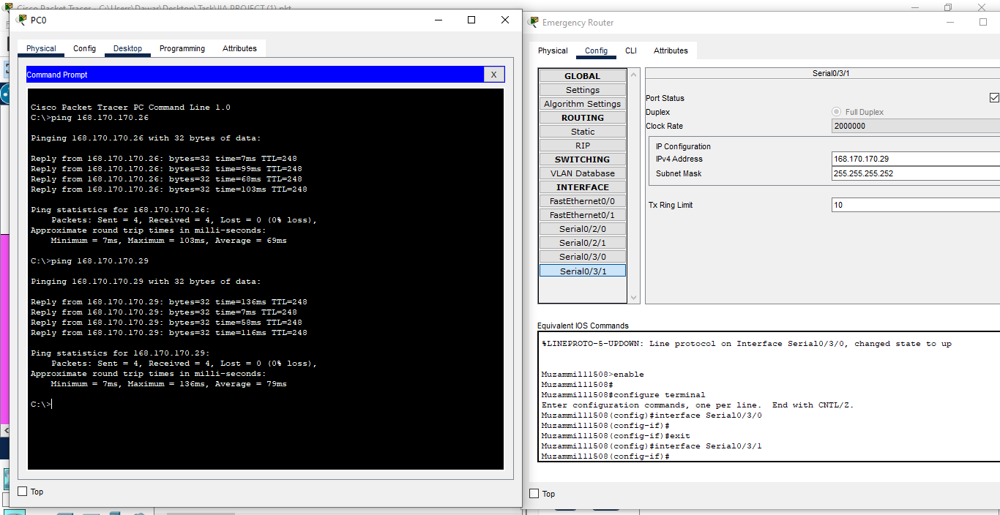 Cisco Packet Tracer - C:\Users\Dawar\Desktop\Task\JIA PROJECT (1).pkt
PC0
Physical Config Desktop Programming Attributes
Command Prompt
X
Cisco Packet Tracer PC Command Line 1.0
C:\>ping 168.170.170.26
Pinging 168.170.170.26 with 32 bytes of data:
Reply from 168.170.170.26: bytes=32 time=7ms TTL=248
Reply from 168.170.170.26: bytes=32 time=99ms TTL=248
Reply from 168.170.170.26: bytes=32 time=68ms TTL=248
Reply from 168.170.170.26: bytes=32 time=103ms TTL=248
Ping statistics for 168.170.170.26:
Packets: Sent = 4, Received = 4, Lost = 0 (0% loss),
Approximate round trip times in milli-seconds:
Minimum = 7ms, Maximum = 103ms, Average = 69ms
C:\>ping 168.170.170.29
Pinging 168.170.170.29 with 32 bytes of data:
Reply from 168.170.170.29: bytes=32 time=136ms TTL=248
Reply from 168.170.170.29: bytes=32 time=7ms TTL=248
Reply from 168.170.170.29: bytes=32 time=58ms TTL=248
Reply from 168.170.170.29: bytes=32 time=116ms TTL=248
Ping statistics for 168.170.170.29:
Packets: Sent = 4, Received = 4, Lost = 0 (0% loss),
Approximate round trip times in milli-seconds:
Minimum = 7ms, Maximum = 136ms, Average = 79ms
C:\>
Top
Emergency Router
Physical Config CLI Attributes
GLOBAL
Settings
Algorithm Settings
ROUTING
Static
RIP
SWITCHING
VLAN Database
INTERFACE
FastEthernet0/0
FastEthernet0/1
Serial0/2/0
Serial0/2/1
Serial0/3/0
Serial0/3/1
Serial0/3/1
Port Status
Duplex Full Duplex
Clock Rate 2000000
IP Configuration
IPv4 Address 168.170.170.29
Subnet Mask 255.255.255.252
Tx Ring Limit 10
Equivalent IOS Commands
%LINEPROTO-5-UPDOWN: Line protocol on Interface Serial0/3/0, changed state to up
Muzammil11508>enable
Muzammil11508#
Muzammil11508#configure terminal
Enter configuration commands, one per line.  End with CNTL/Z.
Muzammil11508(config)#interface Serial0/3/0
Muzammil11508(config-if)#
Muzammil11508(config-if)#exit
Muzammil11508(config)#interface Serial0/3/1
Muzammil11508(config-if)#
Top